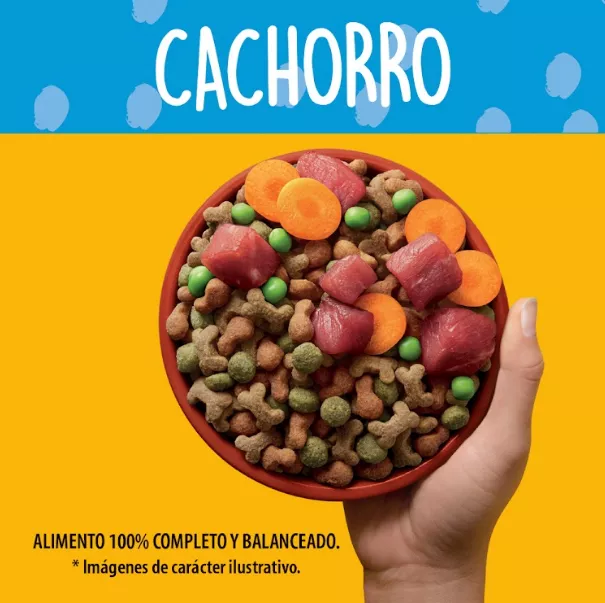 CACHORRO
ALIMENTO 100% COMPLETO Y BALANCEADO.
* Imágenes de carácter ilustrativo.